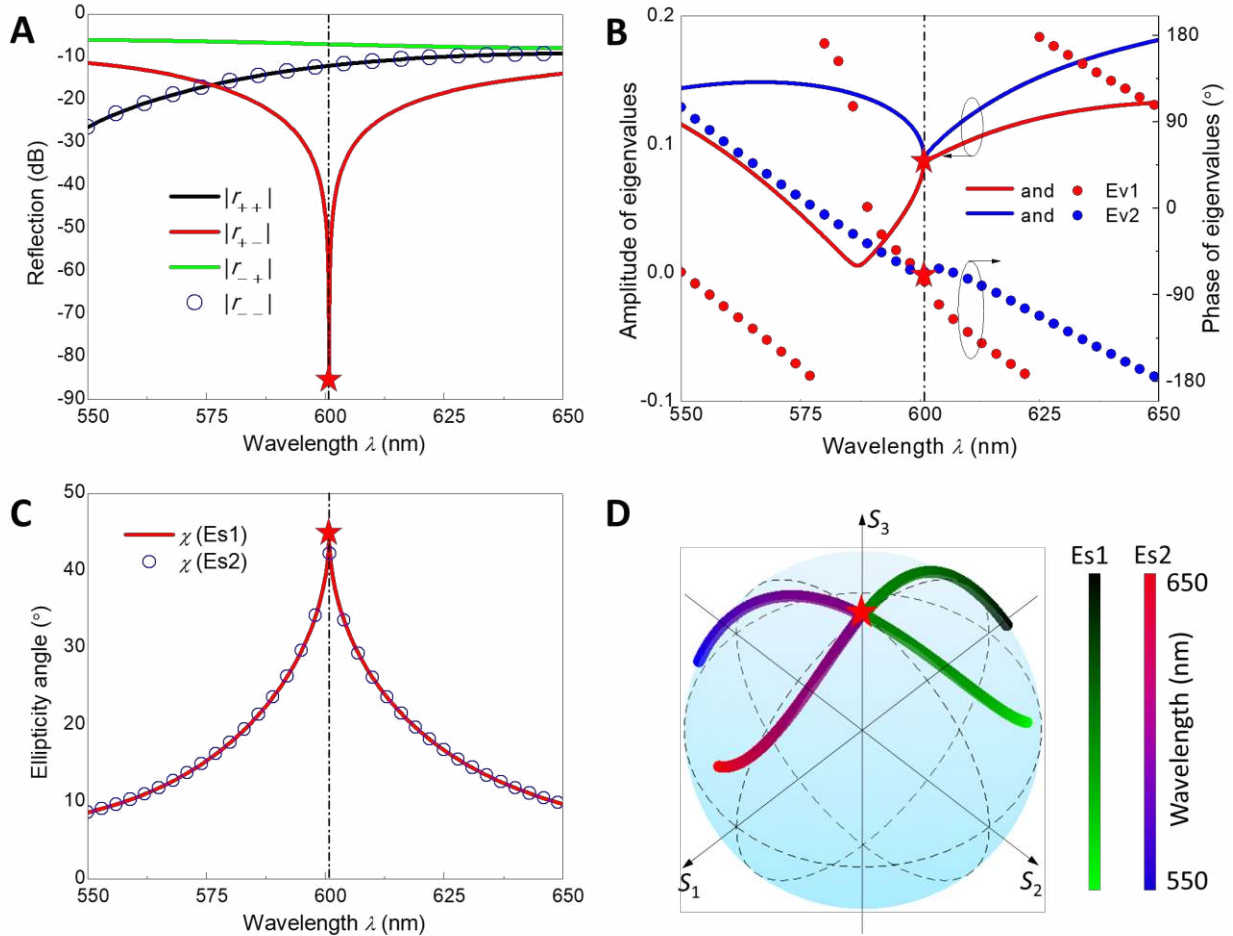 A
0
-10
-20
-30
-40
-50
-60
-70
-80
-90
Reflection (dB)
|r₊₊|
|r₊₋|
|r₋₊|
|r₋₋|
550 575 600 625 650
Wavelength λ (nm)
B
0.2
0.1
0.0
-0.1
Amplitude of eigenvalues
180
90
0
-90
-180
Phase of eigenvalues (°)
and Ev1
and Ev2
550 575 600 625 650
Wavelength λ (nm)
C
50
40
30
20
10
0
Ellipticity angle (°)
χ (Es1)
χ (Es2)
550 575 600 625 650
Wavelength λ (nm)
D
S₃
S₁
S₂
Es1 Es2
650
Wavelength (nm)
550